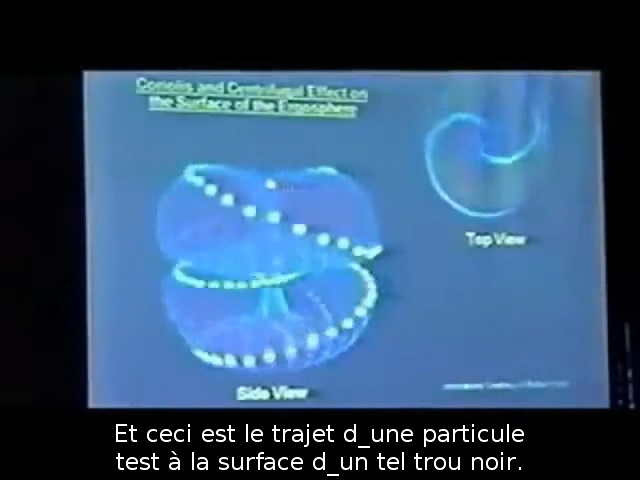 Coriolis and Centrifugal Effect on
the Surface of the Ergosphere
Top View
Side View
Et ceci est le trajet d_une particule
test à la surface d_un tel trou noir.